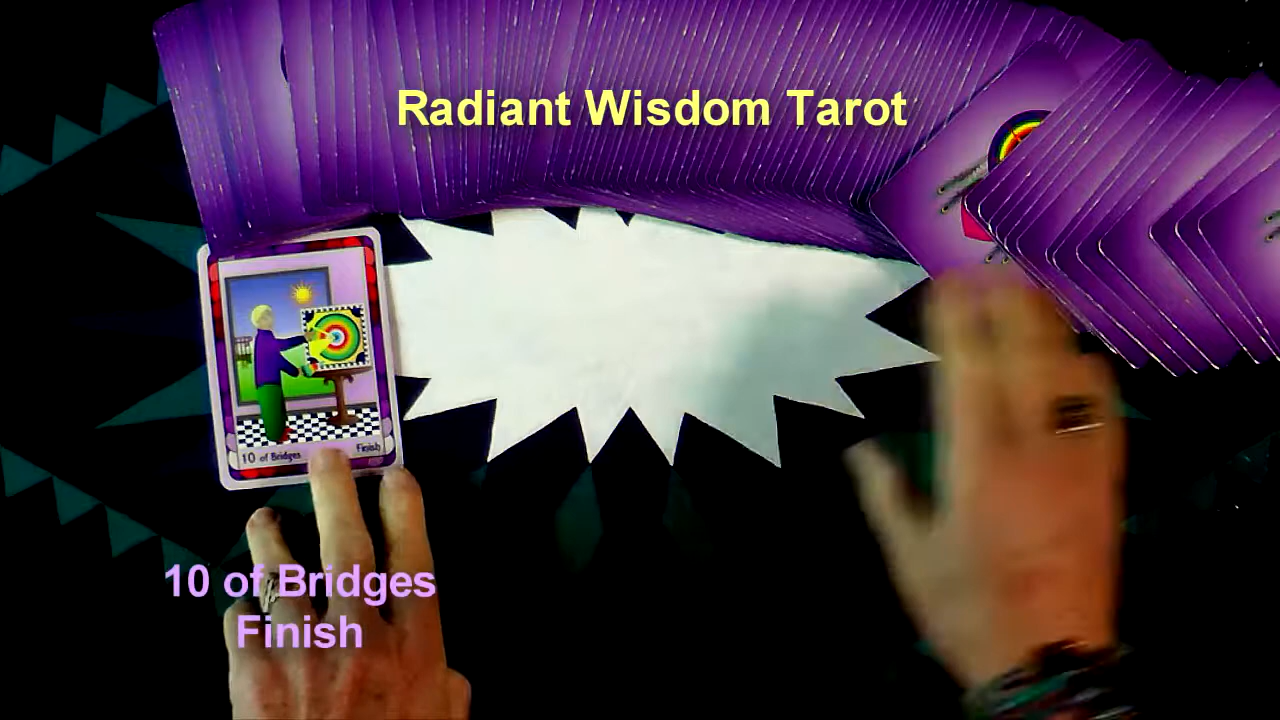 Radiant Wisdom Tarot
10 of Bridges Finish
10 of Bridges
Finish